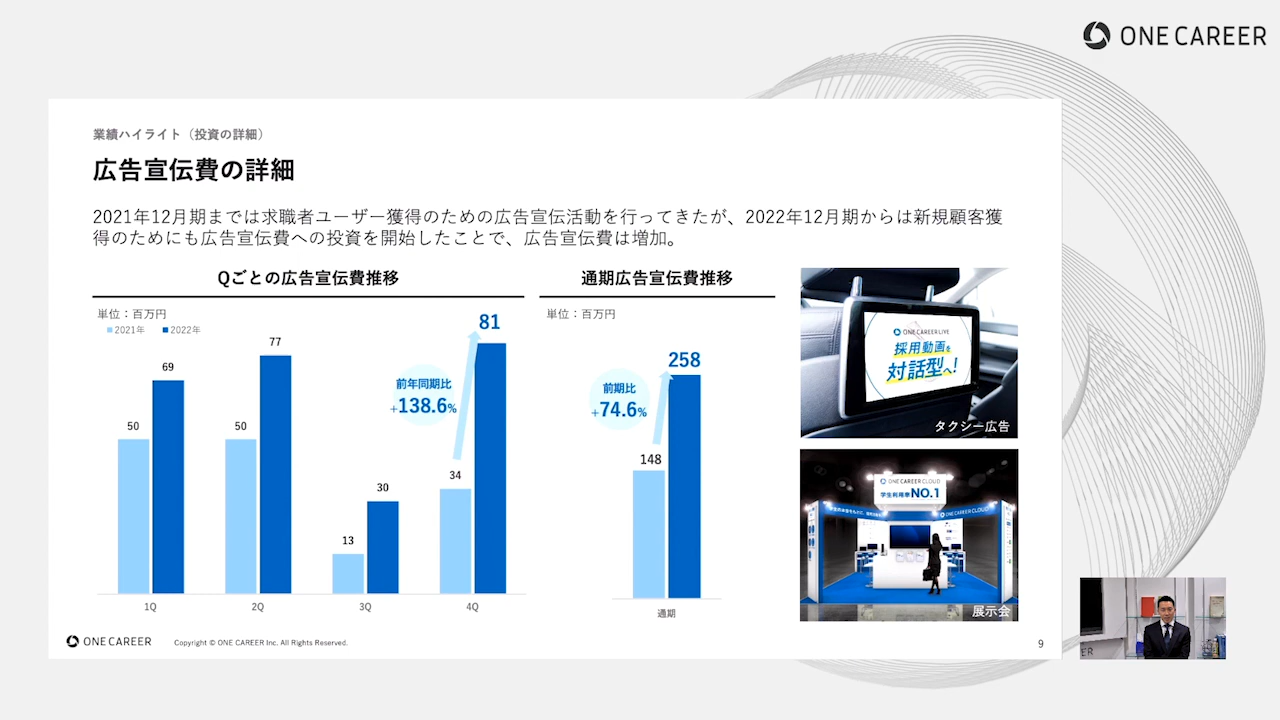 ONE CAREER
業績ハイライト（投資の詳細）
広告宣伝費の詳細
2021年12月期までは求職者ユーザー獲得のための広告宣伝活動を行ってきたが、2022年12月期からは新規顧客獲
得のためにも広告宣伝費への投資を開始したことで、広告宣伝費は増加。
Qごとの広告宣伝費推移
単位：百万円
2021年 2022年
50
69
50
77
13
30
34
81
前年同期比
+138.6%
1Q
2Q
3Q
4Q
通期広告宣伝費推移
単位：百万円
148
258
前期比
+74.6%
通期
ONE CAREER LIVE
採用動画を
対話型へ!
タクシー広告
ONE CAREER CLOUD
学生利用率NO.1
ONE CAREER CLOUD
展示会
ONE CAREER
Copyright © ONE CAREER Inc. All Rights Reserved.
9
ER